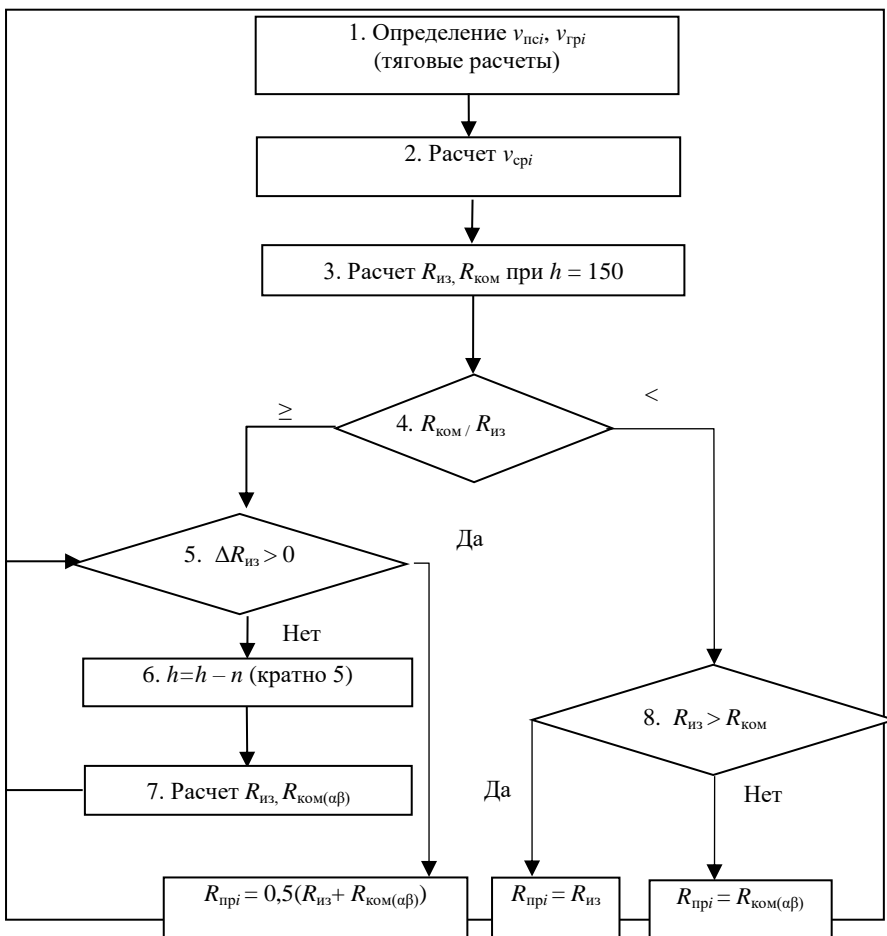 1. Определение vпсi, vгрi
(тяговые расчеты)
2. Расчет vсрi
3. Расчет Rиз, Rком при h = 150
≥
<
4. Rком / Rиз
5. ΔRиз > 0
Да
Нет
6. h=h – n (кратно 5)
8. Rиз > Rком
7. Расчет Rиз, Rком(αβ)
Да
Нет
Rпрi = 0,5(Rиз+ Rком(αβ))
Rпрi = Rиз
Rпрi = Rком(αβ)